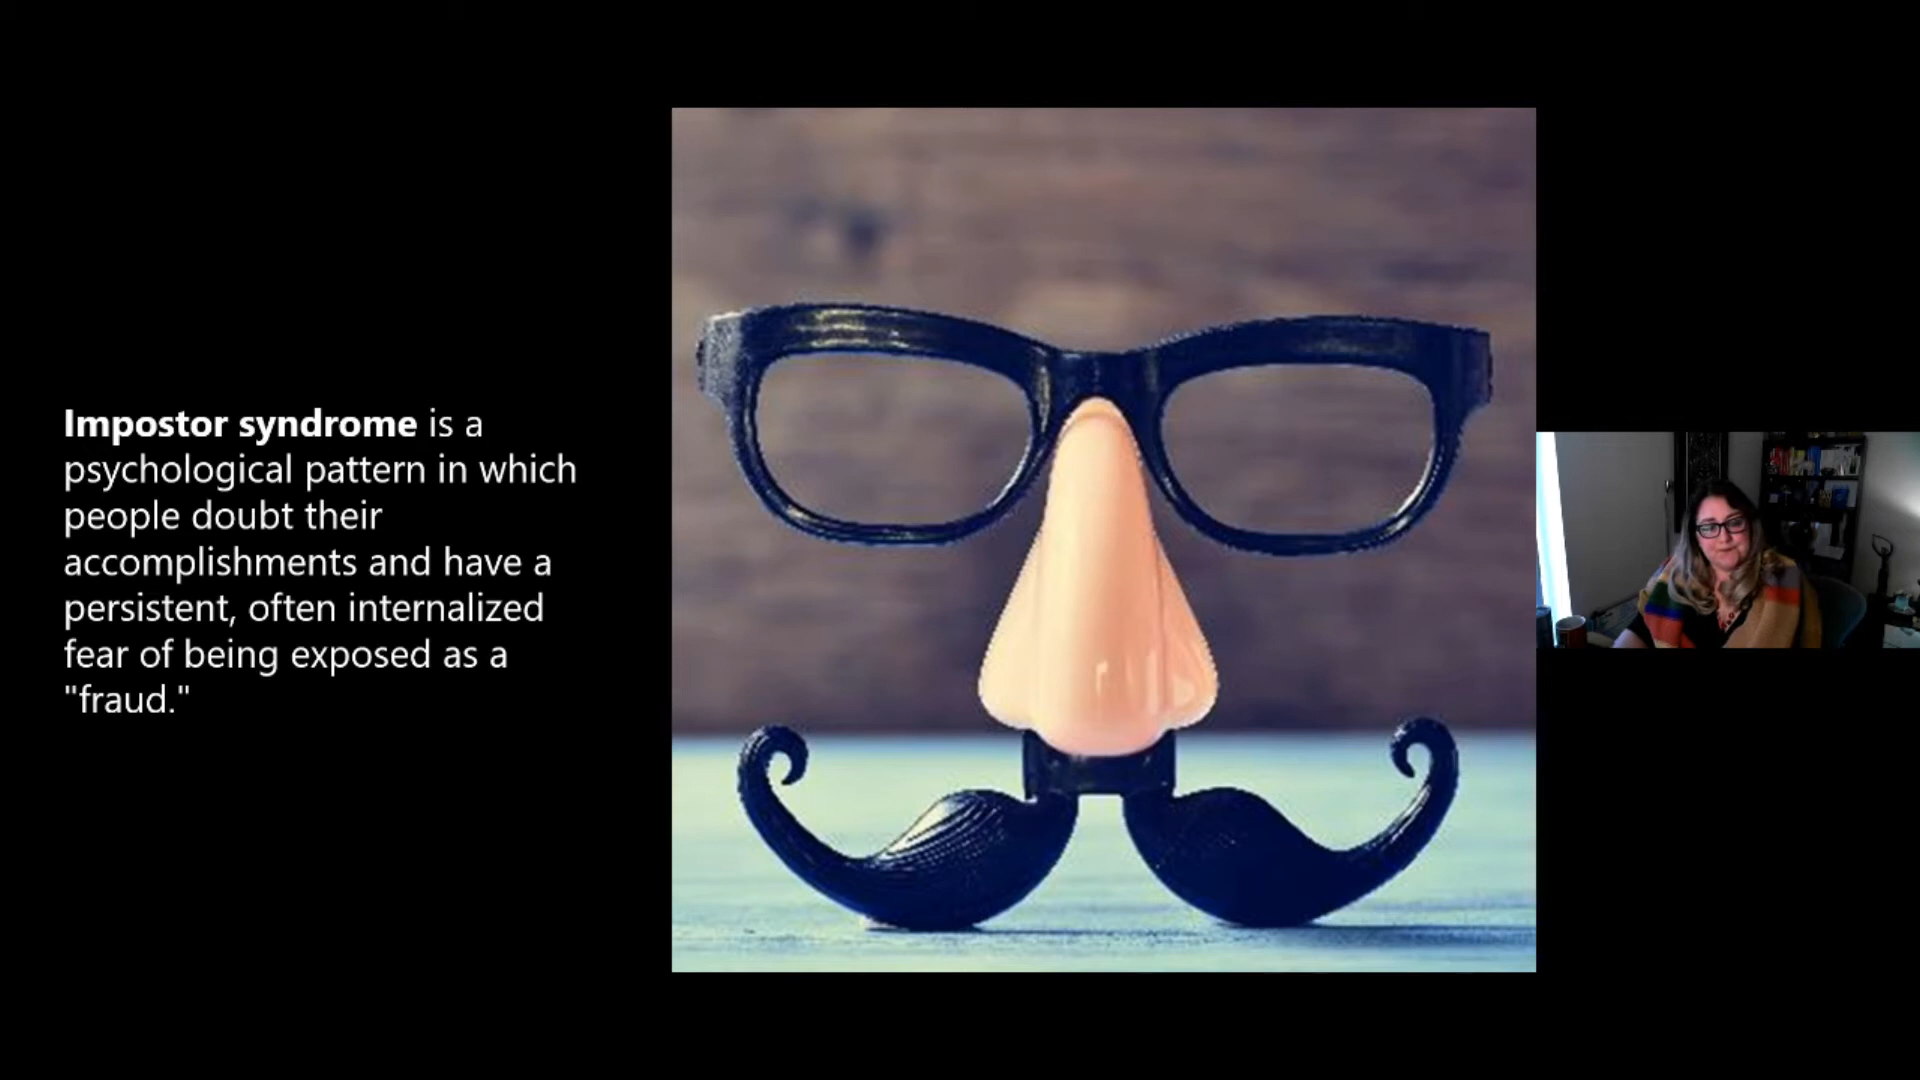 Impostor syndrome is a
psychological pattern in which
people doubt their
accomplishments and have a
persistent, often internalized
fear of being exposed as a
"fraud."